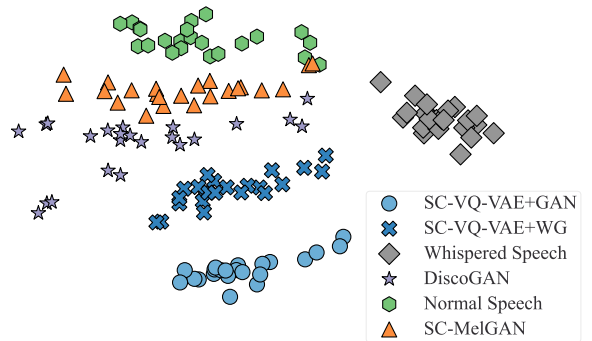 SC-VQ-VAE+GAN
SC-VQ-VAE+WG
Whispered Speech
DiscoGAN
Normal Speech
SC-MelGAN